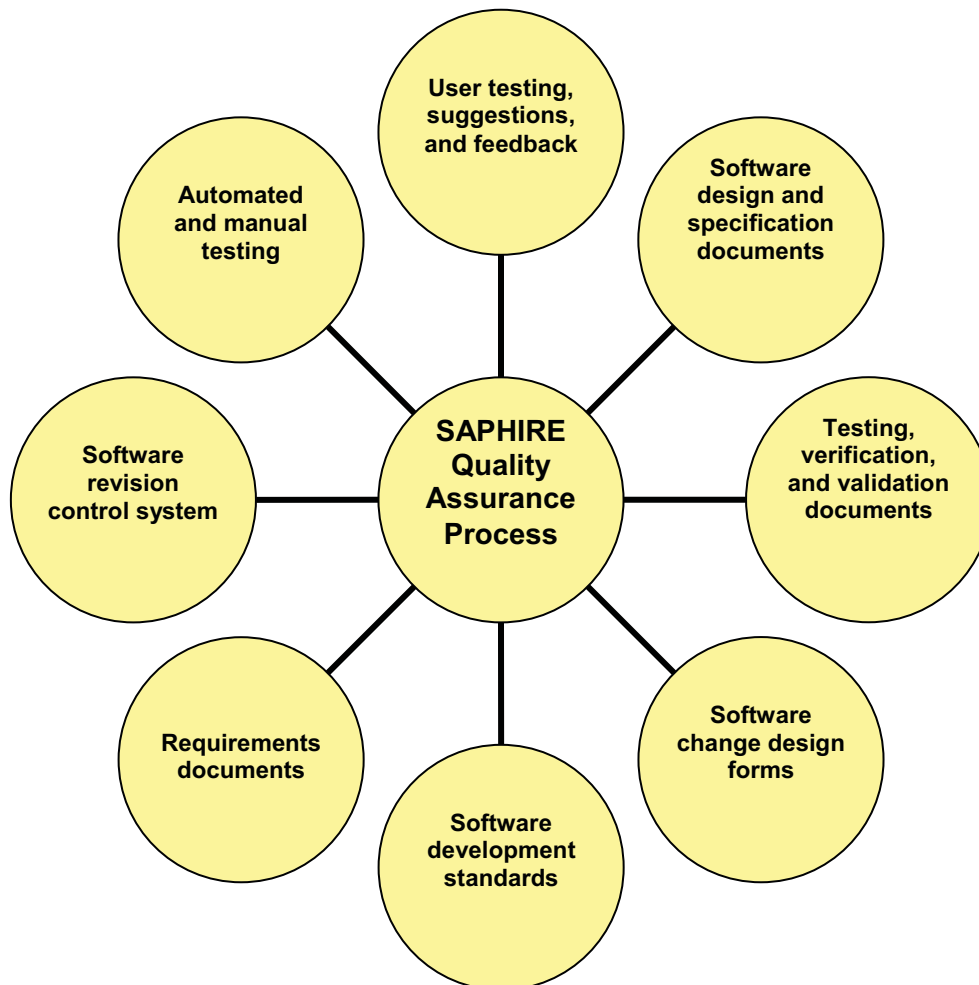 User testing,
suggestions,
and feedback
Software
design and
specification
documents
Testing,
verification,
and validation
documents
Software
change design
forms
Software
development
standards
Requirements
documents
Software
revision
control system
Automated
and manual
testing
SAPHIRE
Quality
Assurance
Process